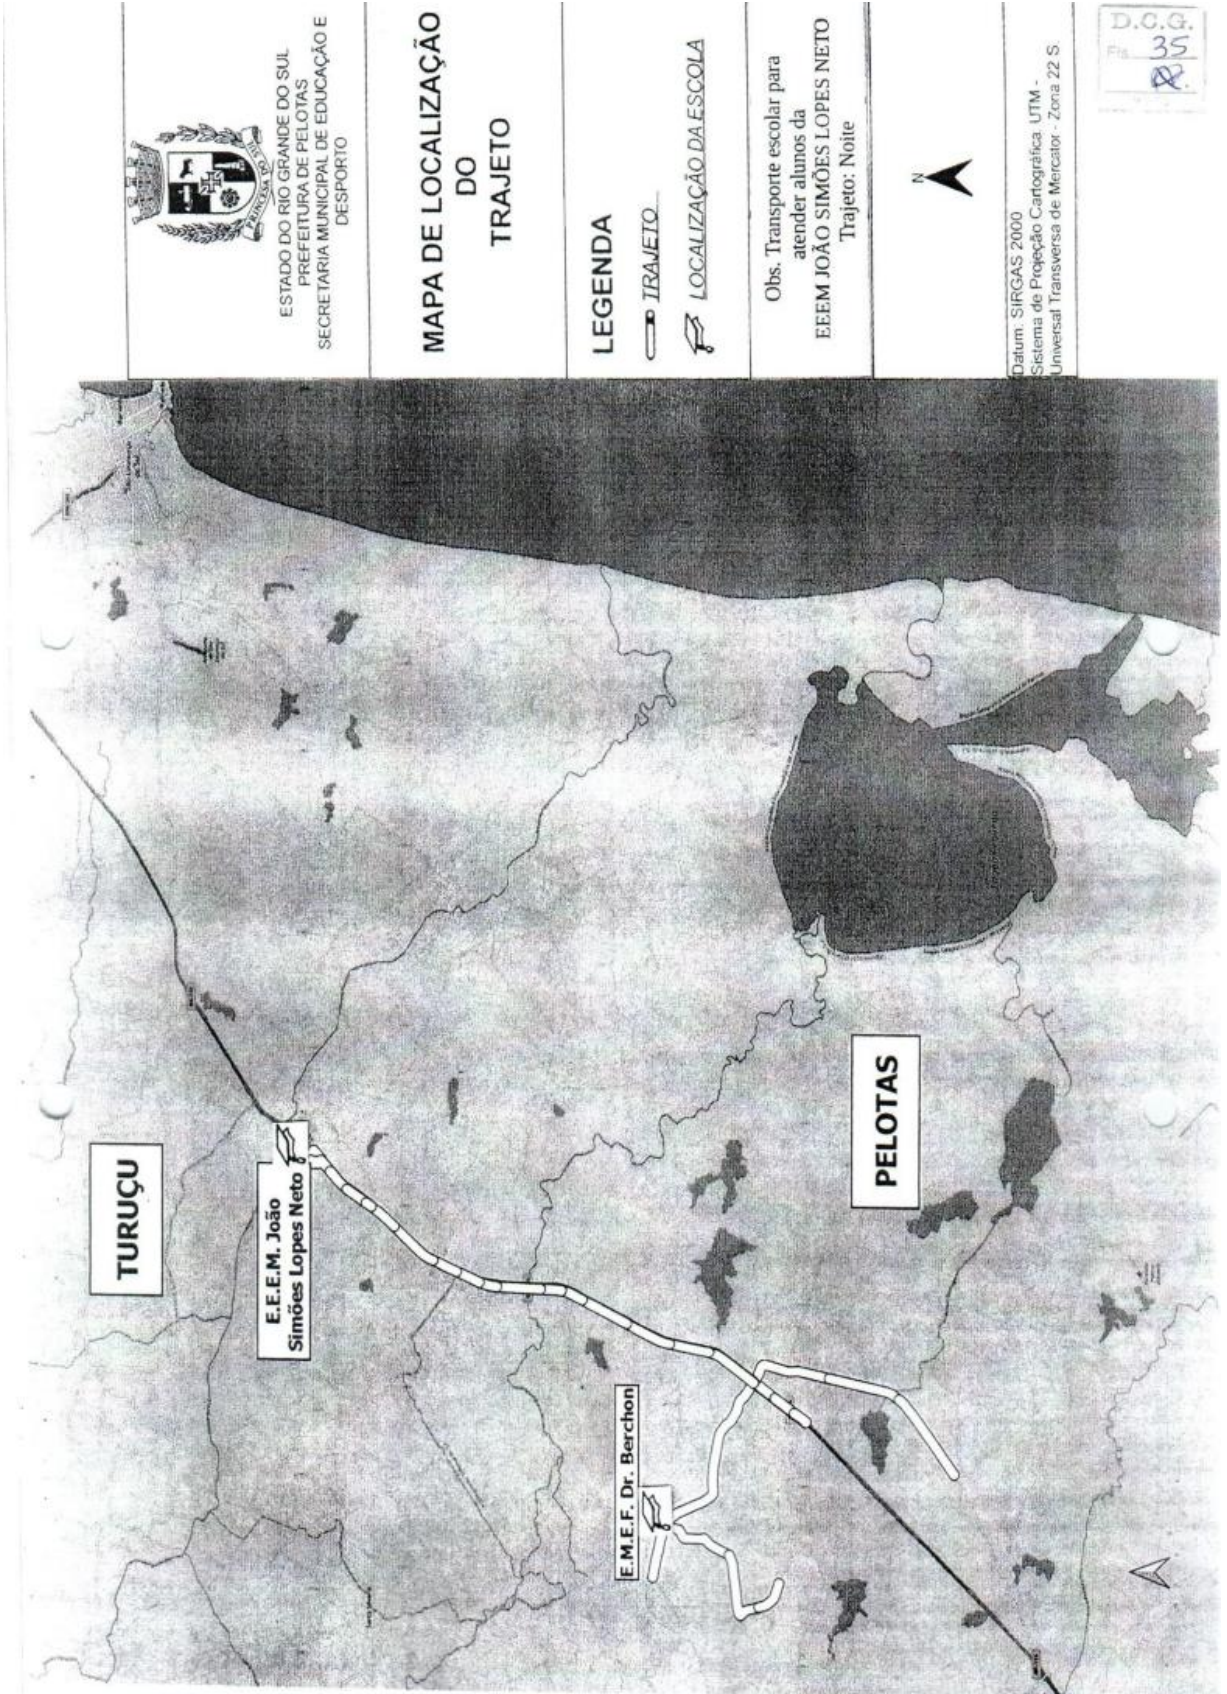 D.C.G.
Fls 35
ESTADO DO RIO GRANDE DO SUL
PREFEITURA DE PELOTAS
SECRETARIA MUNICIPAL DE EDUCAÇÃO E
DESPORTO
MAPA DE LOCALIZAÇÃO
DO
TRAJETO
LEGENDA
TRAJETO
LOCALIZAÇÃO DA ESCOLA
Obs. Transporte escolar para
atender alunos da
EEEM JOÃO SIMÕES LOPES NETO
Trajeto: Noite
N
Datum: SIRGAS 2000
Sistema de Projeção Cartográfica: UTM -
Universal Transversa de Mercator - Zona 22 S
TURUÇU
E.E.E.M. João
Simões Lopes Neto
E.M.E.F. Dr. Berchon
PELOTAS